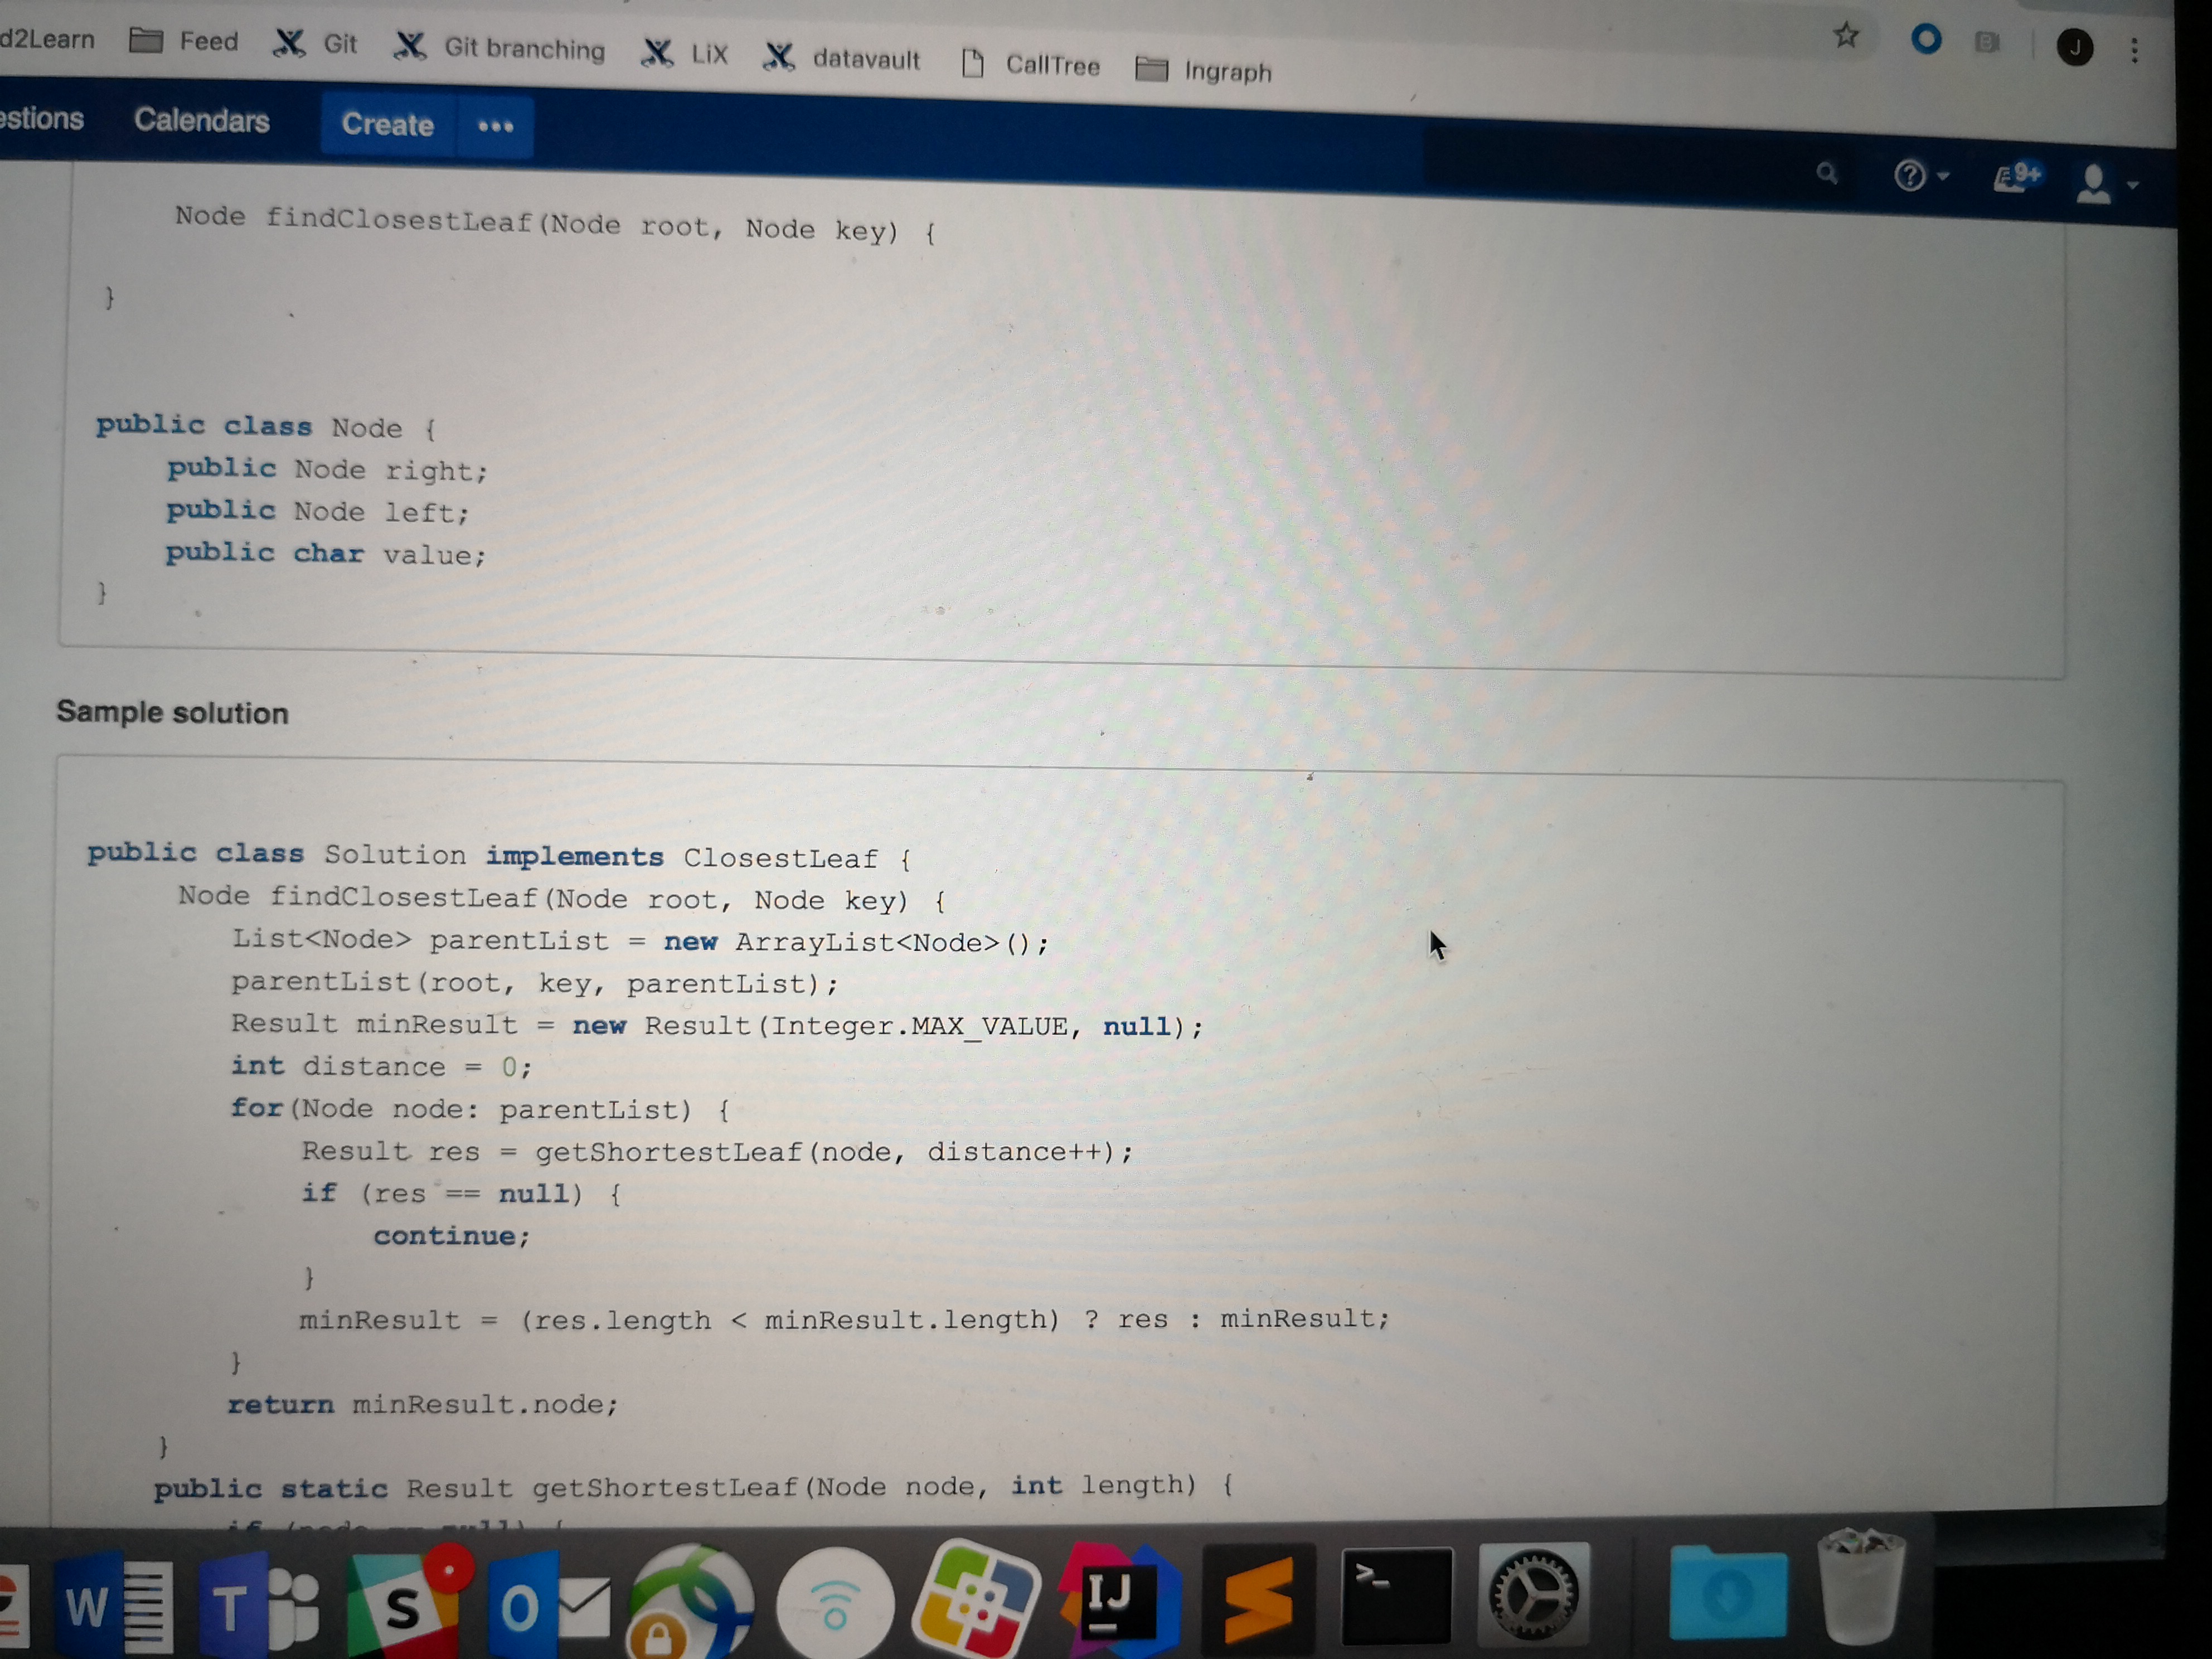 d2Learn Feed Git Git branching LiX datavault CallTree Ingraph
J
estions Calendars Create •••
9+
Node findClosestLeaf(Node root, Node key) {
}
public class Node {
public Node right;
public Node left;
public char value;
}
Sample solution
public class Solution implements ClosestLeaf {
Node findClosestLeaf(Node root, Node key) {
List<Node> parentList = new ArrayList<Node>();
parentList(root, key, parentList);
Result minResult = new Result(Integer.MAX_VALUE, null);
int distance = 0;
for(Node node: parentList) {
Result res = getShortestLeaf(node, distance++);
if (res == null) {
continue;
}
minResult = (res.length < minResult.length) ? res : minResult;
}
return minResult.node;
}
public static Result getShortestLeaf(Node node, int length) {
if (node == null) {
W T S O IJ >_